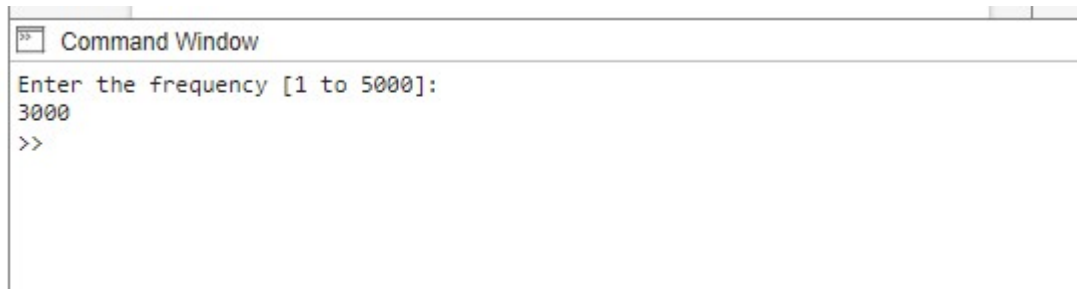 Command Window
Enter the frequency [1 to 5000]:
3000
>>